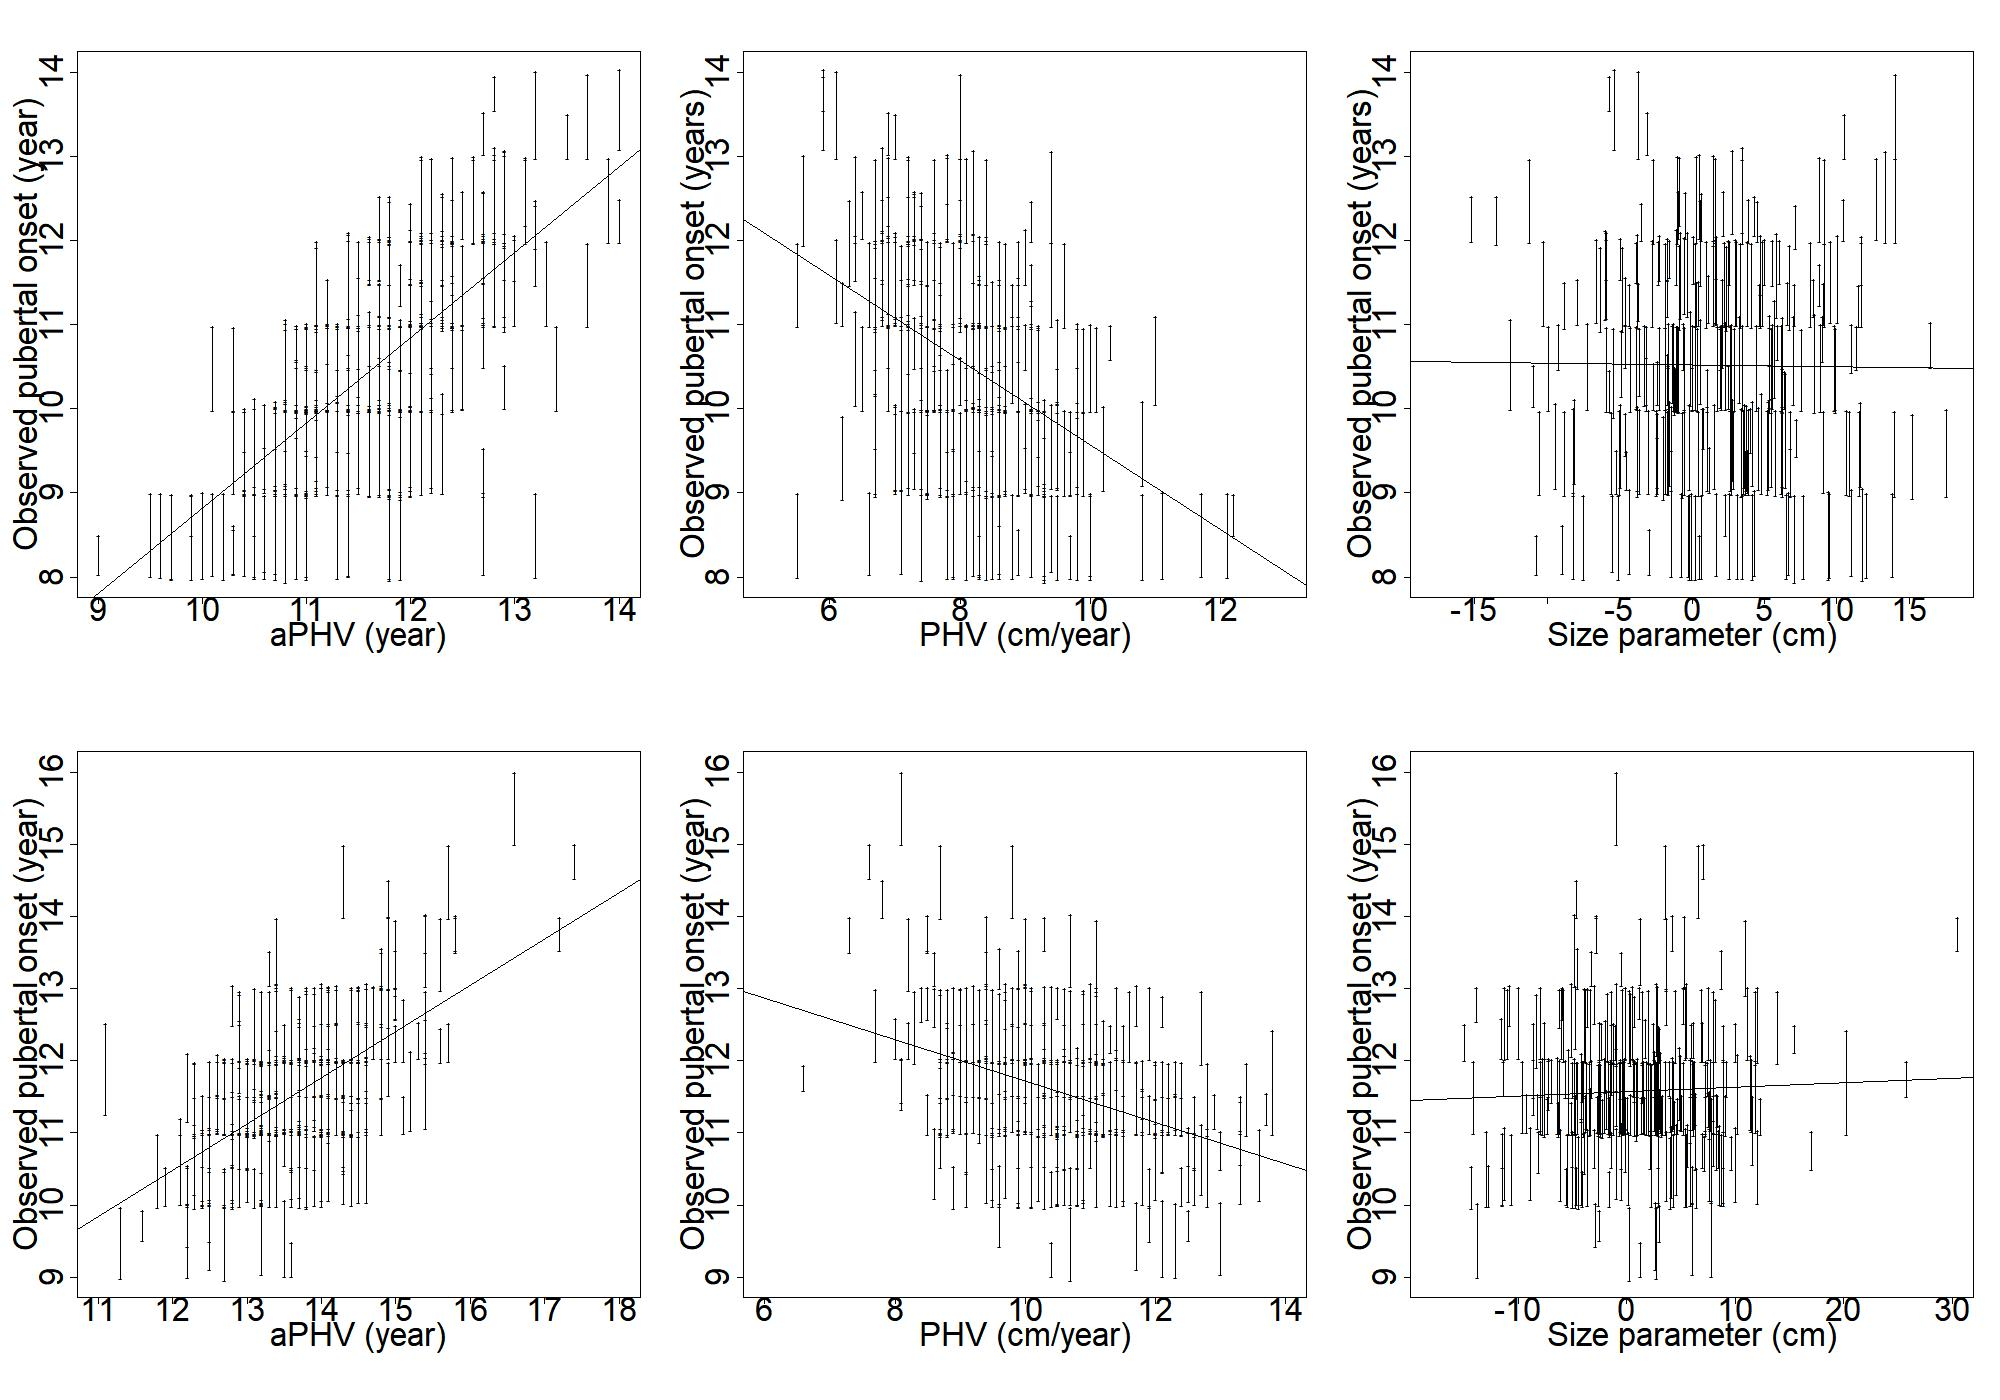 Observed pubertal onset (year)
14
13
12
11
10
9
8
9 10 11 12 13 14
aPHV (year)
Observed pubertal onset (years)
14
13
12
11
10
9
8
6 8 10 12
PHV (cm/year)
Observed pubertal onset (years)
14
13
12
11
10
9
8
-15 -5 0 5 10 15
Size parameter (cm)
Observed pubertal onset (year)
16
15
14
13
12
11
10
9
11 12 13 14 15 16 17 18
aPHV (year)
Observed pubertal onset (year)
16
15
14
13
12
11
10
9
6 8 10 12 14
PHV (cm/year)
Observed pubertal onset (year)
16
15
14
13
12
11
10
9
-10 0 10 20 30
Size parameter (cm)